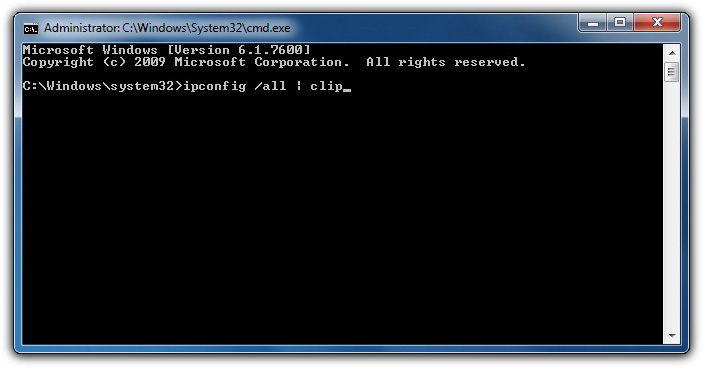 Administrator: C:\Windows\System32\cmd.exe
Microsoft Windows [Version 6.1.7600]
Copyright (c) 2009 Microsoft Corporation.  All rights reserved.
C:\Windows\system32>ipconfig /all | clip_